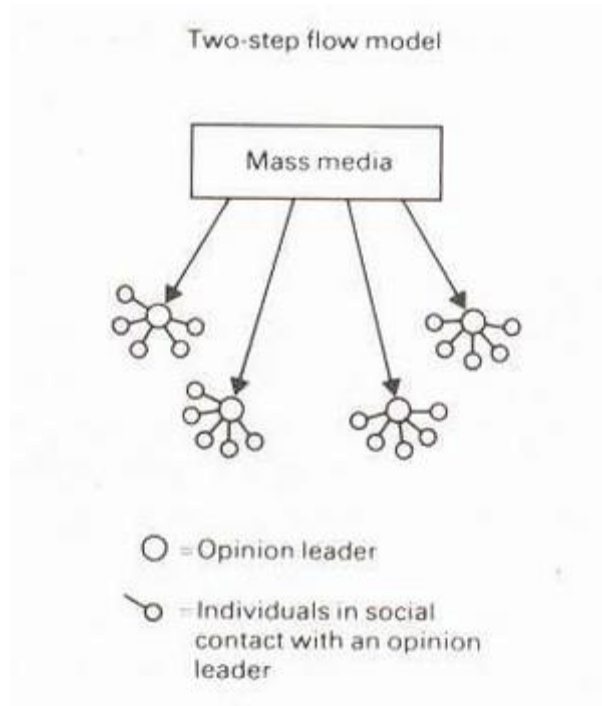 Two-step flow model
Mass media
= Opinion leader
= Individuals in social
contact with an opinion
leader